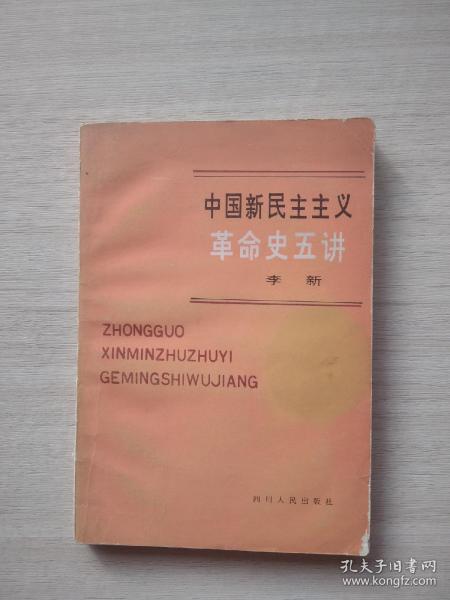 中国新民主主义
革命史五讲
李 新
ZHONGGUO
XINMINZHUZHUYI
GEMINGSHIWUJIANG
四川人民出版社
孔夫子旧书网
www.kongfz.com